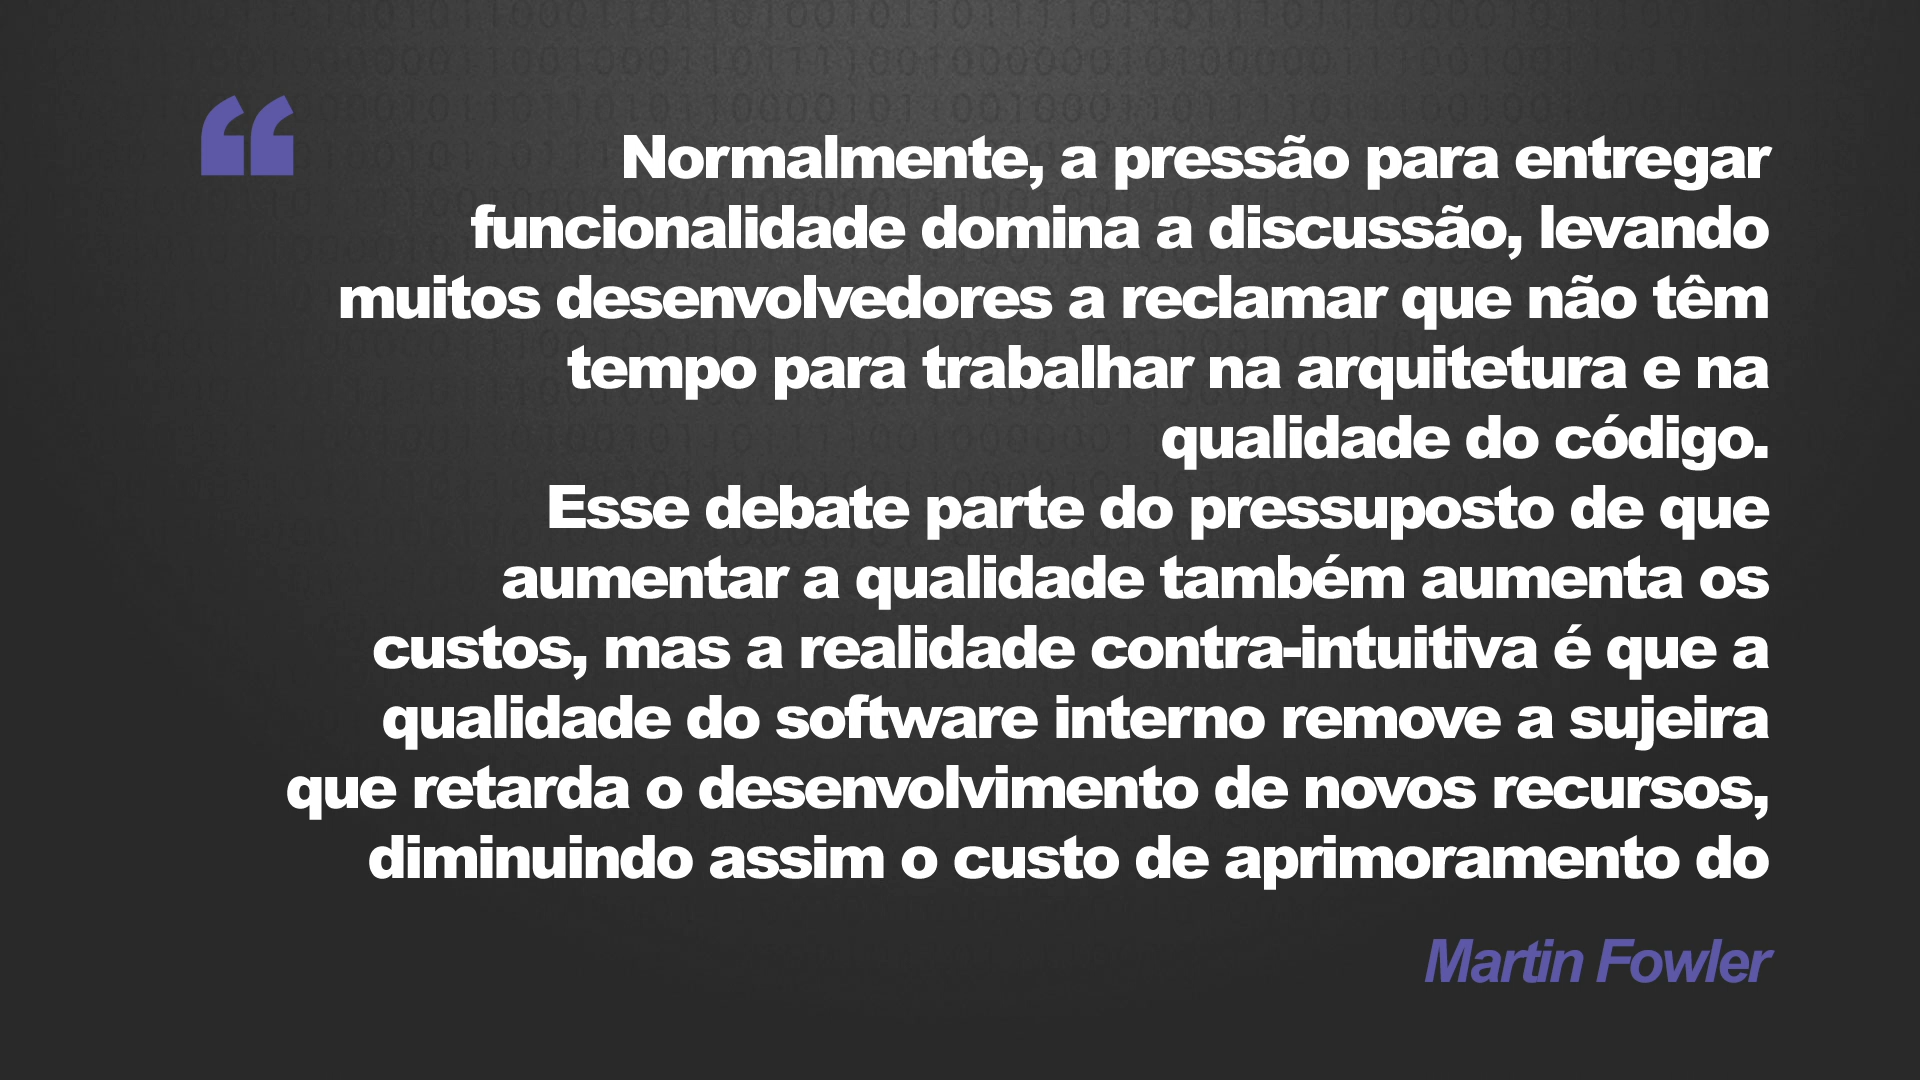 “
Normalmente, a pressão para entregar
funcionalidade domina a discussão, levando
muitos desenvolvedores a reclamar que não têm
tempo para trabalhar na arquitetura e na
qualidade do código.
Esse debate parte do pressuposto de que
aumentar a qualidade também aumenta os
custos, mas a realidade contra-intuitiva é que a
qualidade do software interno remove a sujeira
que retarda o desenvolvimento de novos recursos,
diminuindo assim o custo de aprimoramento do
Martin Fowler